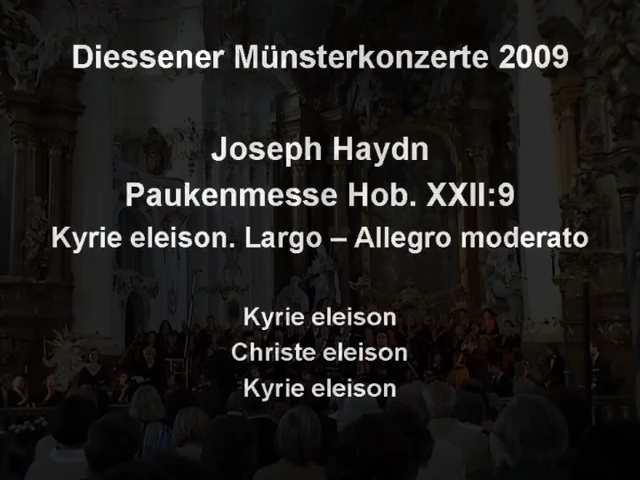 Diessener Münsterkonzerte 2009
Joseph Haydn
Paukenmesse Hob. XXII:9
Kyrie eleison. Largo – Allegro moderato
Kyrie eleison
Christe eleison
Kyrie eleison